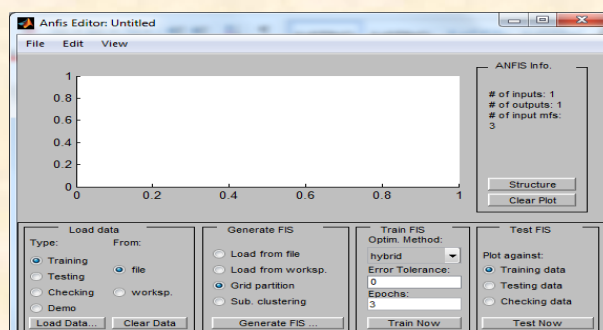 Anfis Editor: Untitled
File Edit View
1
0.8
0.6
0.4
0.2
0
0 0.2 0.4 0.6 0.8 1
ANFIS Info.
# of inputs: 1
# of outputs: 1
# of input mfs:
3
Structure
Clear Plot
Load data
Type: From:
Training
Testing
Checking
Demo
file
worksp.
Load Data... Clear Data
Generate FIS
Load from file
Load from worksp.
Grid partition
Sub. clustering
Generate FIS ...
Train FIS
Optim. Method:
hybrid
Error Tolerance:
0
Epochs:
3
Train Now
Test FIS
Plot against:
Training data
Testing data
Checking data
Test Now